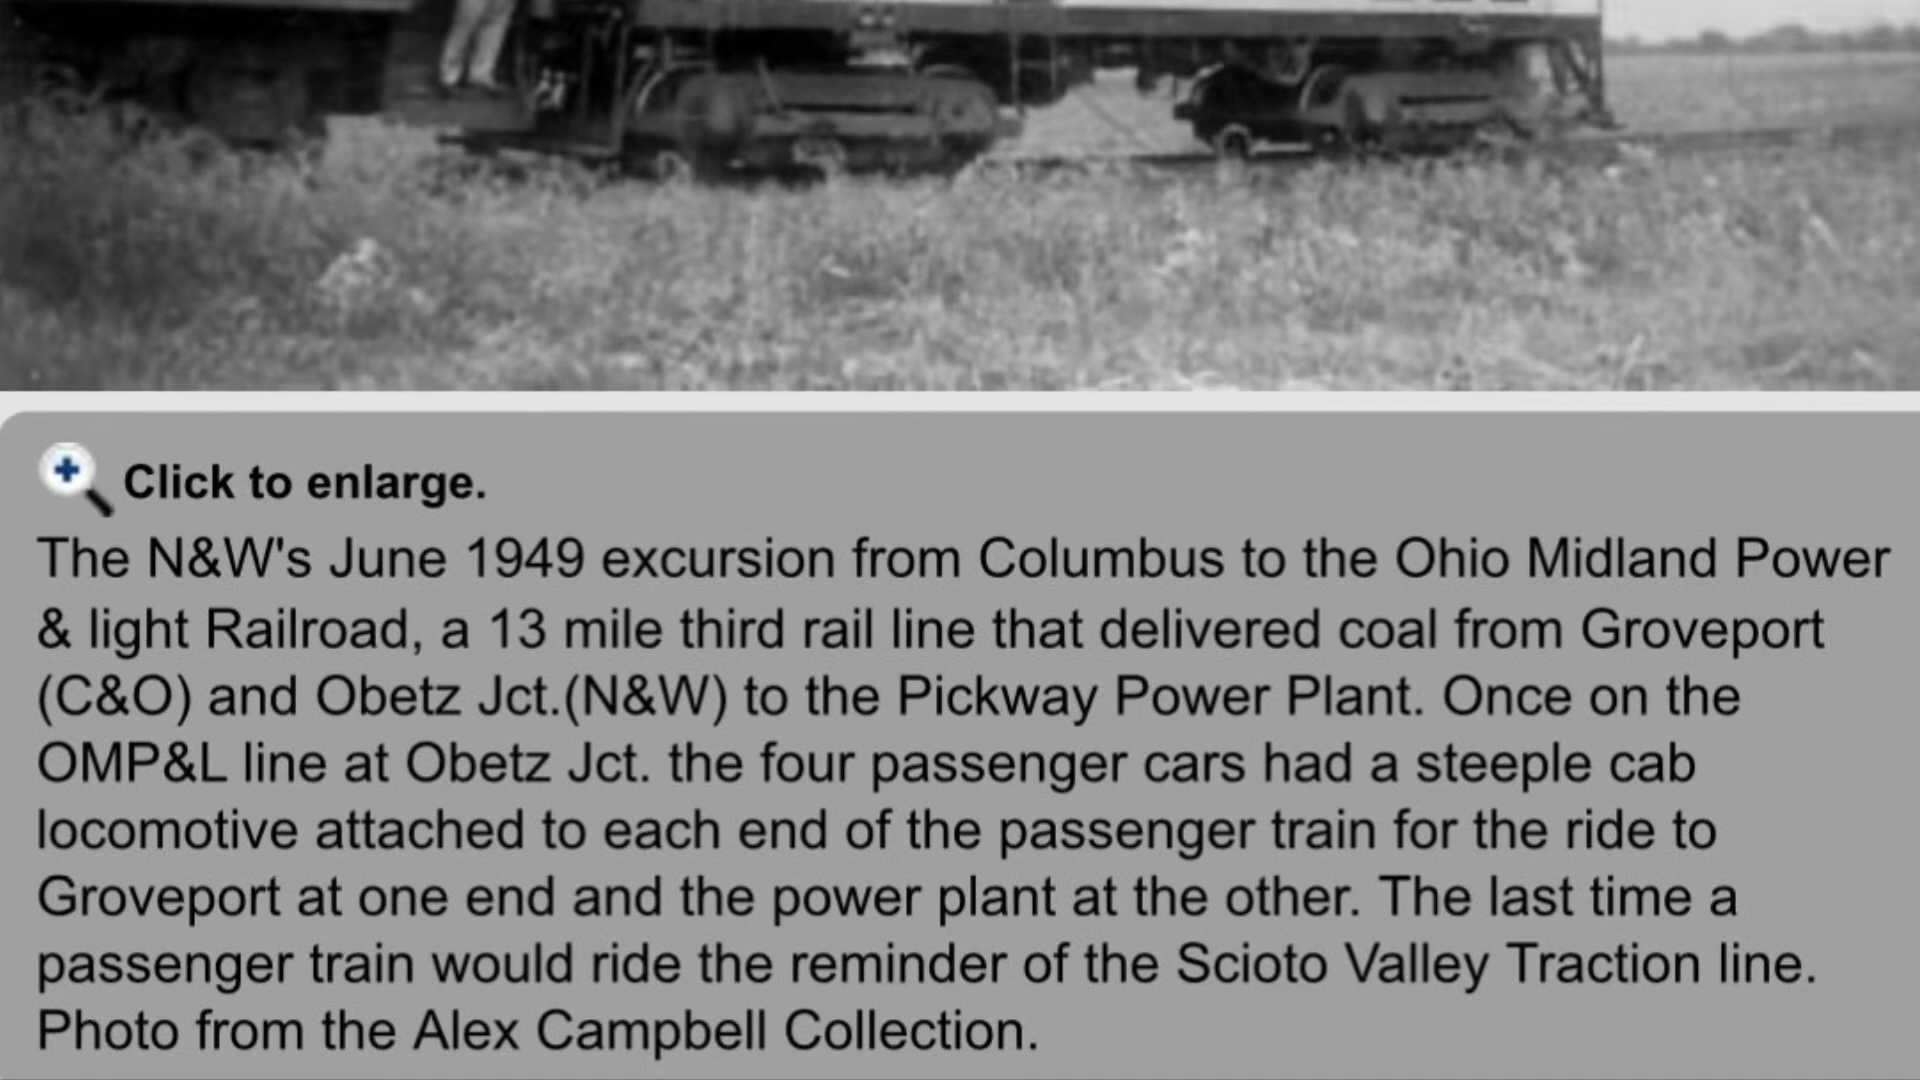 Click to enlarge.
The N&W's June 1949 excursion from Columbus to the Ohio Midland Power
& light Railroad, a 13 mile third rail line that delivered coal from Groveport
(C&O) and Obetz Jct.(N&W) to the Pickway Power Plant. Once on the
OMP&L line at Obetz Jct. the four passenger cars had a steeple cab
locomotive attached to each end of the passenger train for the ride to
Groveport at one end and the power plant at the other. The last time a
passenger train would ride the reminder of the Scioto Valley Traction line.
Photo from the Alex Campbell Collection.